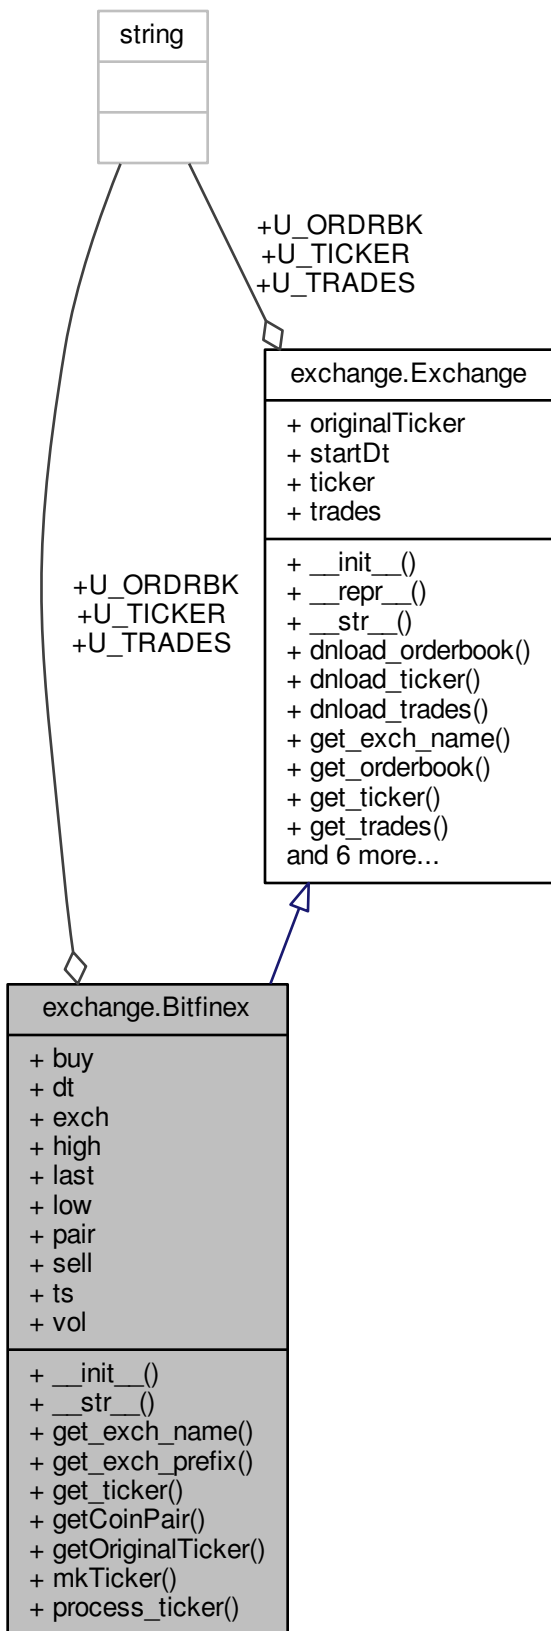 string
+U_ORDRBK
+U_TICKER
+U_TRADES
exchange.Exchange
+ originalTicker
+ startDt
+ ticker
+ trades
+ __init__()
+ __repr__()
+ __str__()
+ dnload_orderbook()
+ dnload_ticker()
+ dnload_trades()
+ get_exch_name()
+ get_orderbook()
+ get_ticker()
+ get_trades()
and 6 more...
+U_ORDRBK
+U_TICKER
+U_TRADES
exchange.Bitfinex
+ buy
+ dt
+ exch
+ high
+ last
+ low
+ pair
+ sell
+ ts
+ vol
+ __init__()
+ __str__()
+ get_exch_name()
+ get_exch_prefix()
+ get_ticker()
+ getCoinPair()
+ getOriginalTicker()
+ mkTicker()
+ process_ticker()